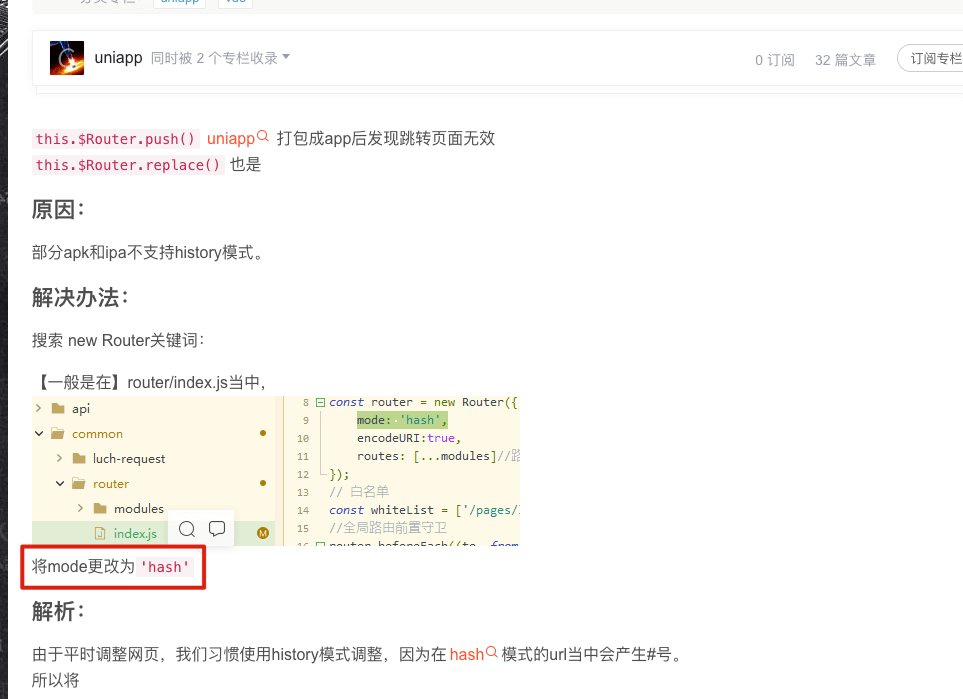 uniapp
uniapp 同时被 2 个专栏收录
0 订阅 32 篇文章 订阅专栏
this.$Router.push() uniapp 打包成app后发现跳转页面无效
this.$Router.replace() 也是
原因：
部分apk和ipa不支持history模式。
解决办法：
搜索 new Router关键词：
【一般是在】router/index.js当中，
api
common
luch-request
router
modules
index.js
M
8 const router = new Router({
9 mode: 'hash',
10 encodeURI:true,
11 routes: [...modules]//路
12 });
13 // 白名单
14 const whiteList = ['/pages/
15 //全局路由前置守卫
16 router.beforeEach((to, from
将mode更改为 'hash'
解析：
由于平时调整网页，我们习惯使用history模式调整，因为在 hash 模式的url当中会产生#号。
所以将